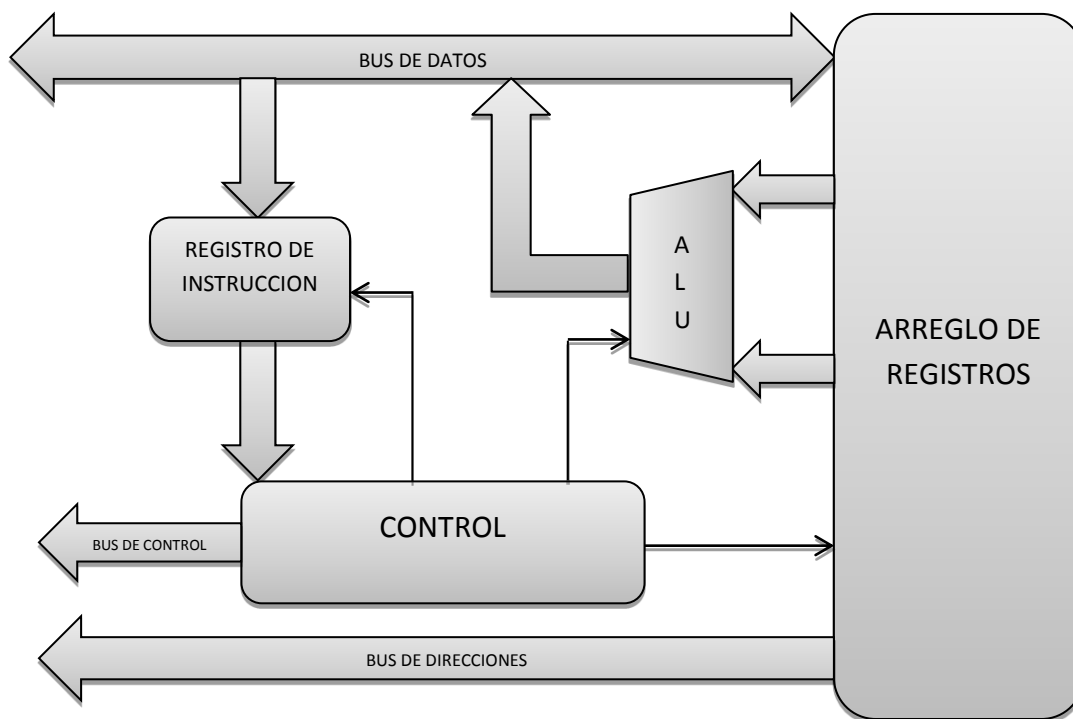 BUS DE DATOS
REGISTRO DE
INSTRUCCION
A
L
U
ARREGLO DE
REGISTROS
CONTROL
BUS DE CONTROL
BUS DE DIRECCIONES